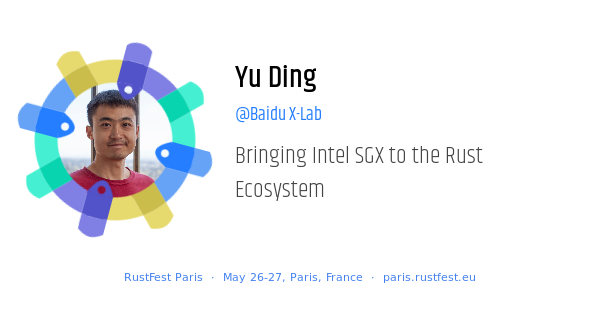 Yu Ding
@Baidu X-Lab
Bringing Intel SGX to the Rust
Ecosystem
RustFest Paris · May 26-27, Paris, France · paris.rustfest.eu